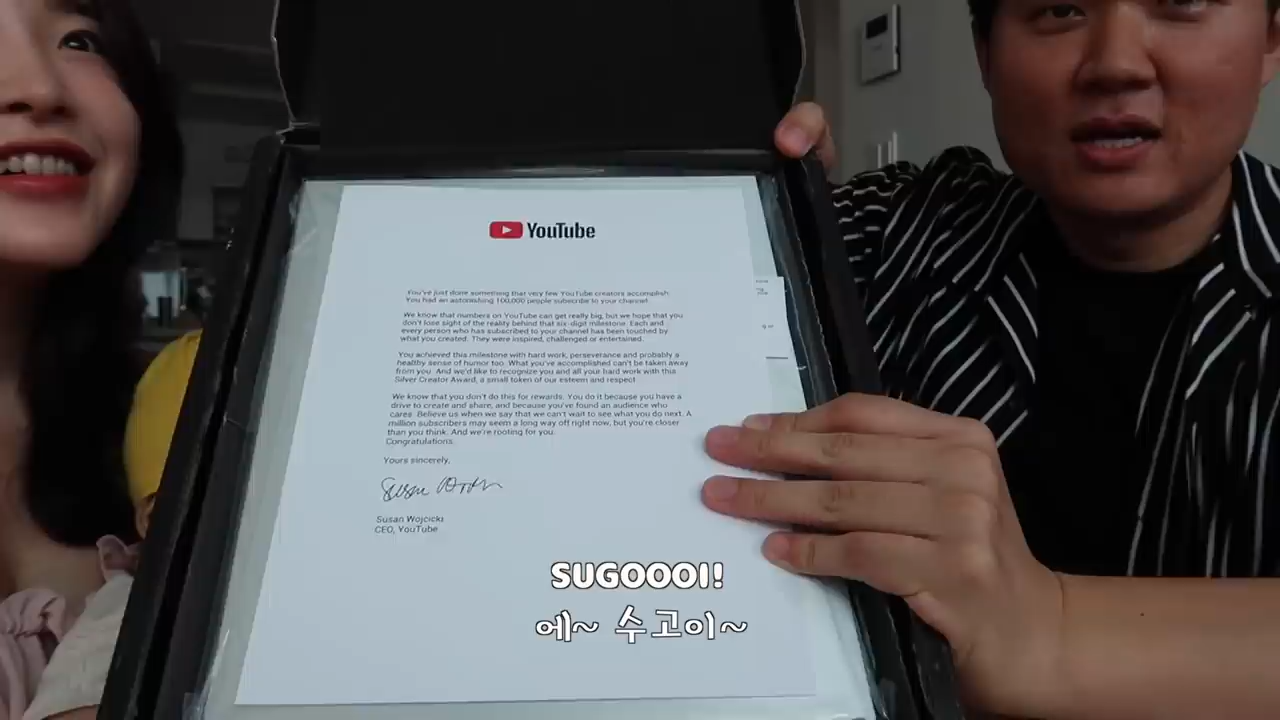 YouTube
You've just done something that very few YouTube creators accomplish.
You had an astonishing 100,000 people subscribe to your channel.
We know that numbers on YouTube can get really big, but we hope that you
don't lose sight of the reality behind that six-digit milestone. Each and
every person who has subscribed to your channel has been touched by
what you created. They were inspired, challenged or entertained.
You achieved this milestone with hard work, perseverance and probably a
healthy sense of humor too. What you've accomplished can't be taken away
from you. And we'd like to recognize you and all your hard work with this
Silver Creator Award, a small token of our esteem and respect.
We know that you don't do this for rewards. You do it because you have a
drive to create and share, and because you've found an audience who
cares. Believe us when we say that we can't wait to see what you do next. A
million subscribers may seem a long way off right now, but you're closer
than you think. And we're rooting for you.
Congratulations.
Yours sincerely,
Susan Wojcicki
CEO, YouTube
SUGOOOI!
에~ 수고이~